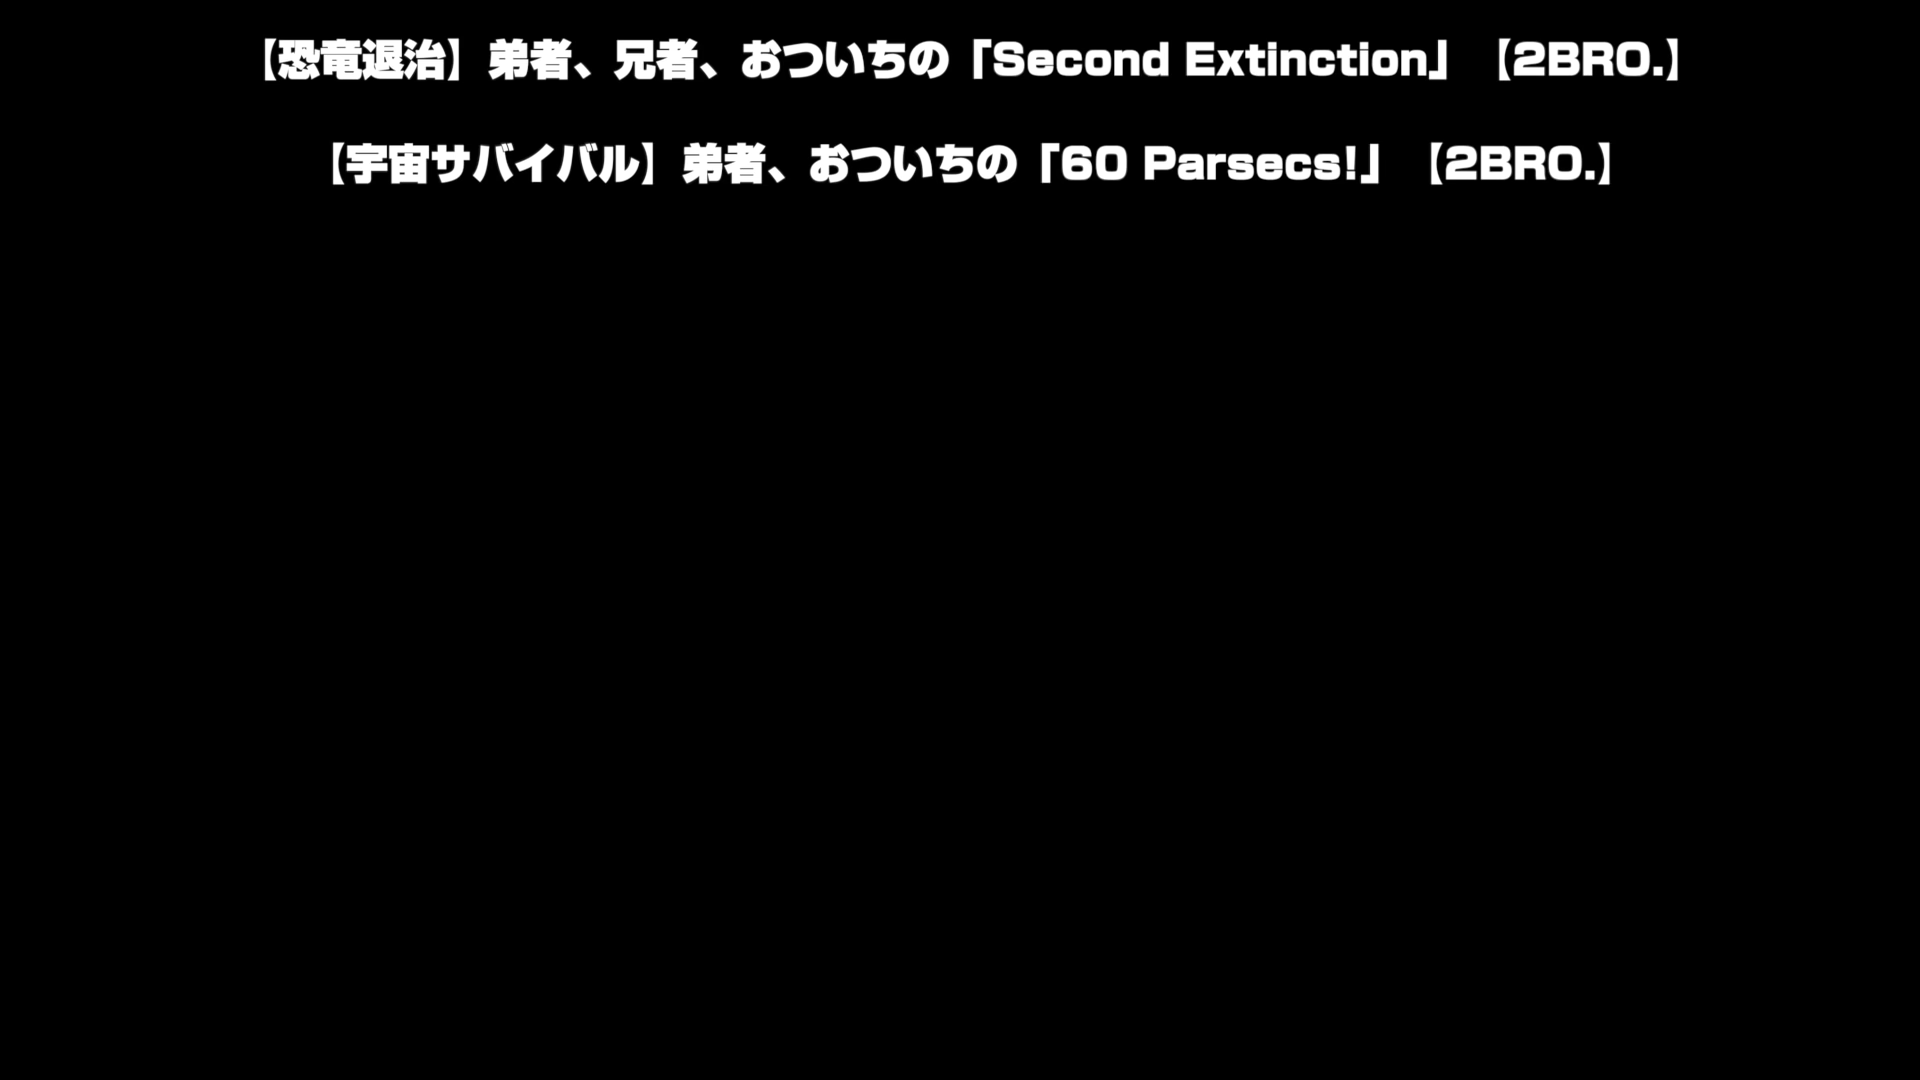 【恐竜退治】弟者、兄者、おついちの「Second Extinction」【2BRO.】
【宇宙サバイバル】弟者、おついちの「60 Parsecs!」【2BRO.】